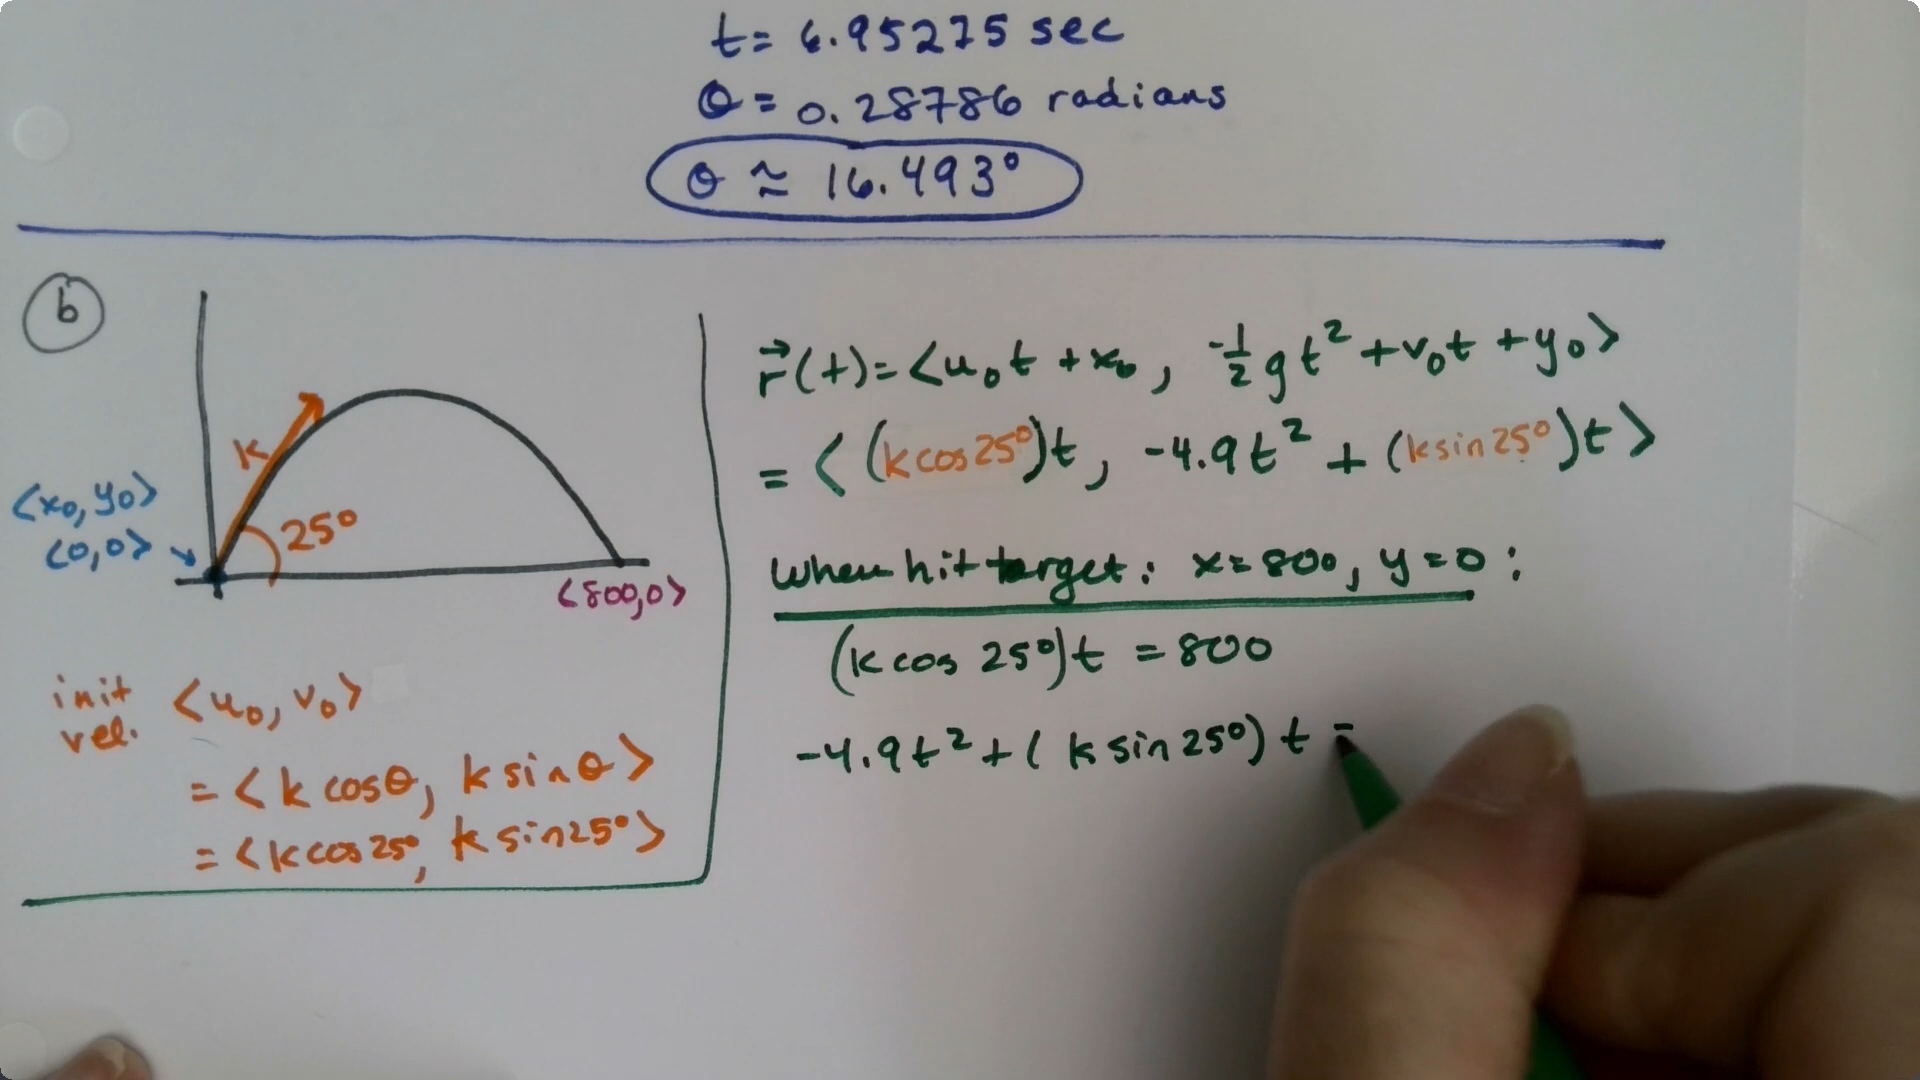 t = 6.95275 sec
θ = 0.28786 radians
θ ≈ 16.493°
b
k
25°
<x₀, y₀>
<0,0>
<800,0>
init vel. <u₀, v₀>
= <k cosθ, k sinθ>
= <k cos 25°, k sin 25°>
r⃗(t) = <u₀t + x₀, -½gt² + v₀t + y₀>
= <(k cos 25°)t, -4.9t² + (k sin 25°)t>
When hit target: x = 800, y = 0:
(k cos 25°)t = 800
-4.9t² + (k sin 25°)t =